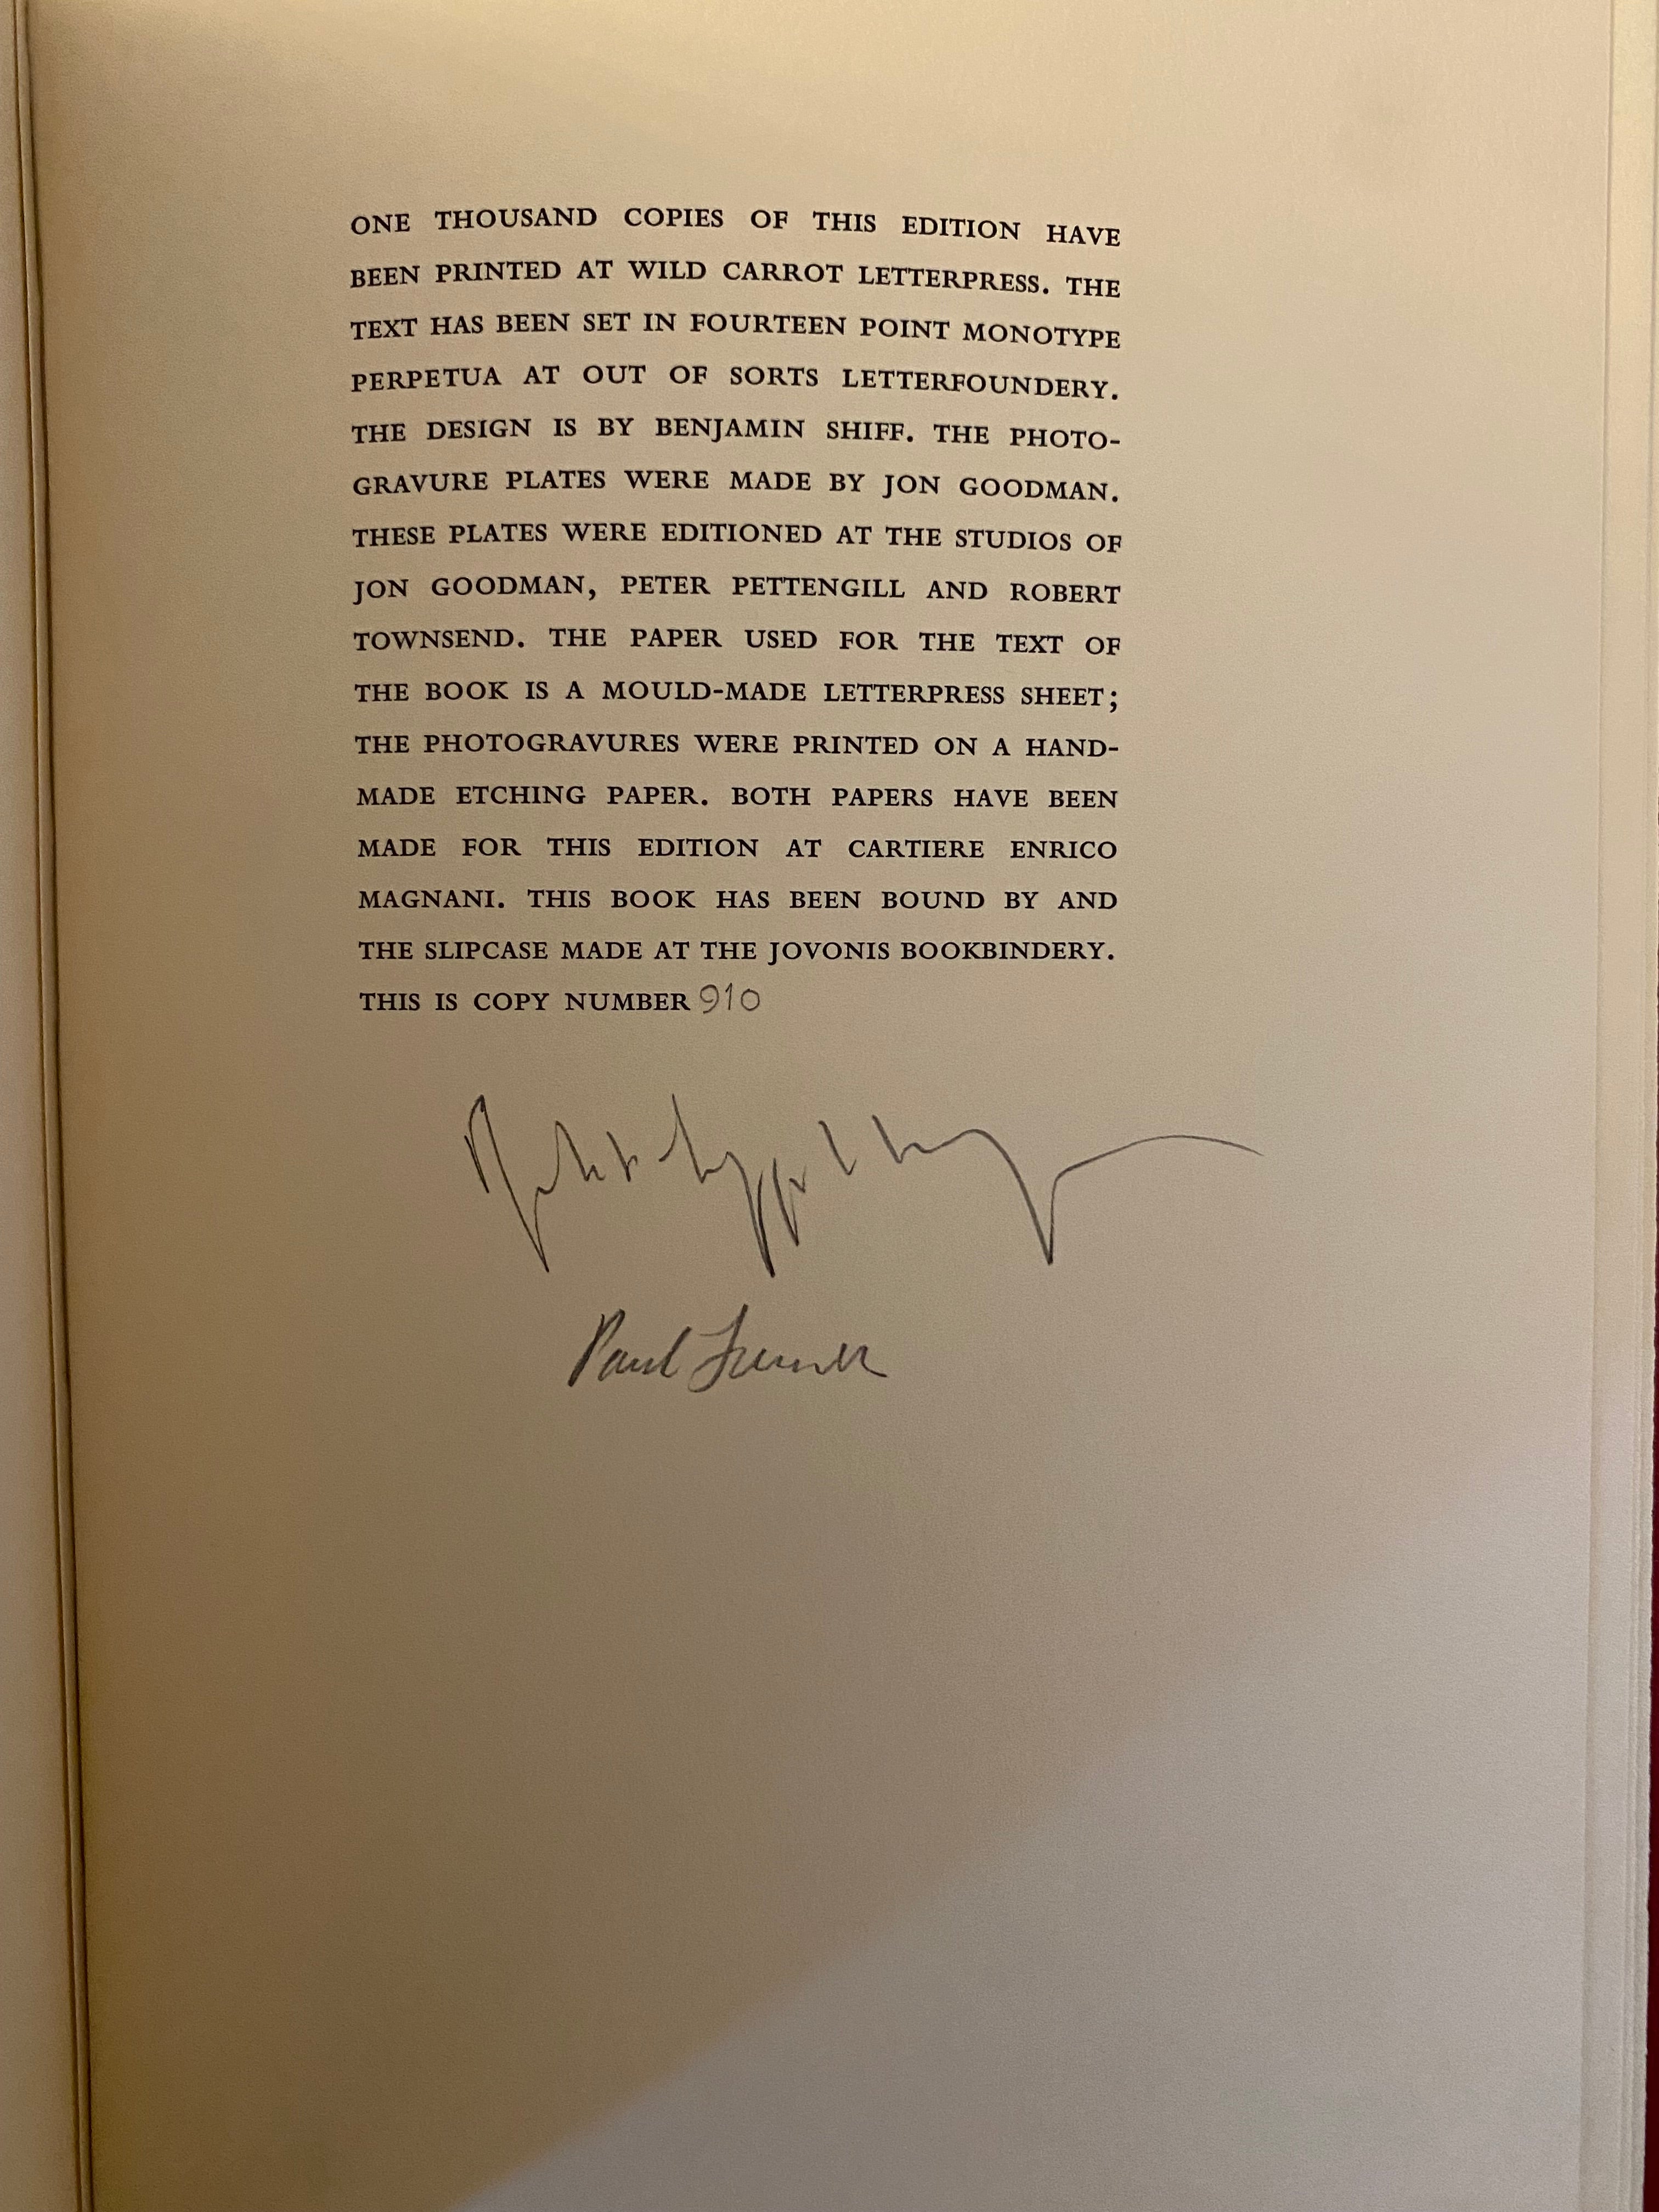 ONE THOUSAND COPIES OF THIS EDITION HAVE
BEEN PRINTED AT WILD CARROT LETTERPRESS. THE
TEXT HAS BEEN SET IN FOURTEEN POINT MONOTYPE
PERPETUA AT OUT OF SORTS LETTERFOUNDERY.
THE DESIGN IS BY BENJAMIN SHIFF. THE PHOTO-
GRAVURE PLATES WERE MADE BY JON GOODMAN.
THESE PLATES WERE EDITIONED AT THE STUDIOS OF
JON GOODMAN, PETER PETTENGILL AND ROBERT
TOWNSEND. THE PAPER USED FOR THE TEXT OF
THE BOOK IS A MOULD-MADE LETTERPRESS SHEET;
THE PHOTOGRAVURES WERE PRINTED ON A HAND-
MADE ETCHING PAPER. BOTH PAPERS HAVE BEEN
MADE FOR THIS EDITION AT CARTIERE ENRICO
MAGNANI. THIS BOOK HAS BEEN BOUND BY AND
THE SLIPCASE MADE AT THE JOVONIS BOOKBINDERY.
THIS IS COPY NUMBER 910
Paul